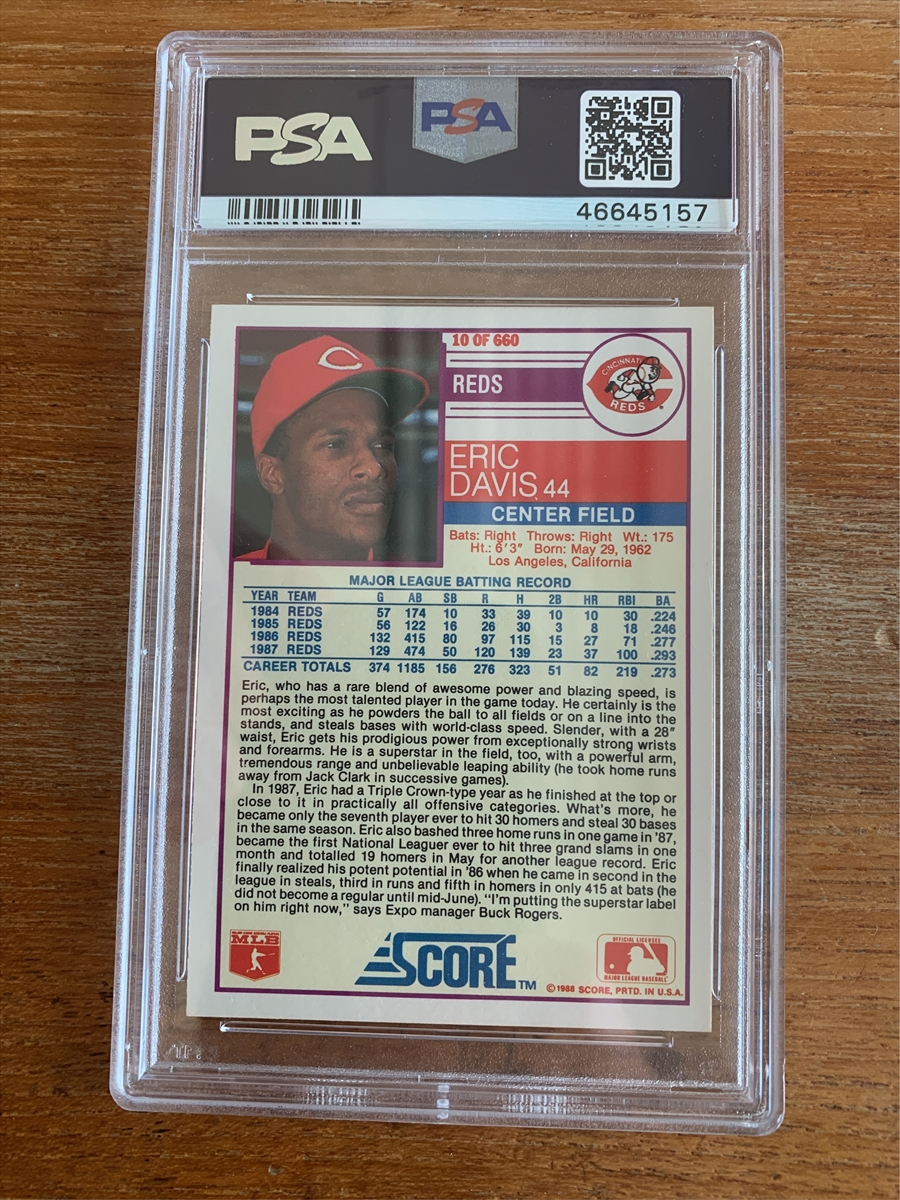 PSA
PSA
46645157
10 OF 660
CINCINNATI
REDS
REDS
ERIC
DAVIS 44
CENTER FIELD
Bats: Right Throws: Right Wt.: 175
Ht.: 6'3" Born: May 29, 1962
Los Angeles, California
MAJOR LEAGUE BATTING RECORD
YEAR TEAM G AB SB R H 2B HR RBI BA
1984 REDS 57 174 10 33 39 10 10 30 .224
1985 REDS 56 122 16 26 30 3 8 18 .246
1986 REDS 132 415 80 97 115 15 27 71 .277
1987 REDS 129 474 50 120 139 23 37 100 .293
CAREER TOTALS 374 1185 156 276 323 51 82 219 .273
Eric, who has a rare blend of awesome power and blazing speed, is
perhaps the most talented player in the game today. He certainly is the
most exciting as he powders the ball to all fields or on a line into the
stands, and steals bases with world-class speed. Slender, with a 28"
waist, Eric gets his prodigious power from exceptionally strong wrists
and forearms. He is a superstar in the field, too, with a powerful arm,
tremendous range and unbelievable leaping ability (he took home runs
away from Jack Clark in successive games).
In 1987, Eric had a Triple Crown-type year as he finished at the top or
close to it in practically all offensive categories. What's more, he
became only the seventh player ever to hit 30 homers and steal 30 bases
in the same season. Eric also bashed three home runs in one game in '87,
became the first National Leaguer ever to hit three grand slams in one
month and totalled 19 homers in May for another league record. Eric
finally realized his potent potential in '86 when he came in second in the
league in steals, third in runs and fifth in homers in only 415 at bats (he
did not become a regular until mid-June). "I'm putting the superstar label
on him right now," says Expo manager Buck Rogers.
MLB
SCORE™
OFFICIAL LICENSEE
MAJOR LEAGUE BASEBALL
©1988 SCORE, PRTD. IN U.S.A.